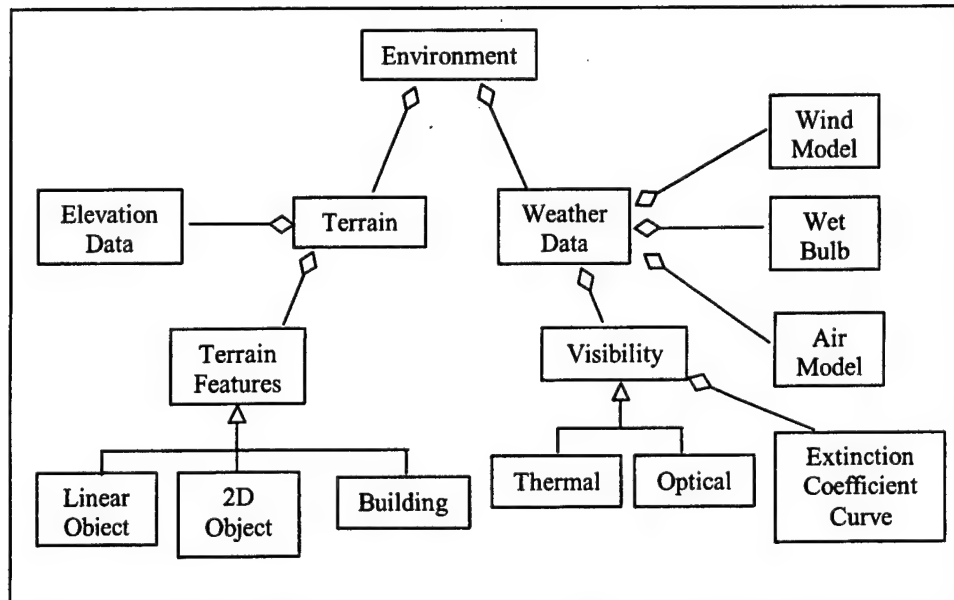 Environment
Wind
Model
Elevation
Data
Terrain
Weather
Data
Wet
Bulb
Terrain
Features
Visibility
Air
Model
Linear
Obiect
2D
Object
Building
Thermal
Optical
Extinction
Coefficient
Curve